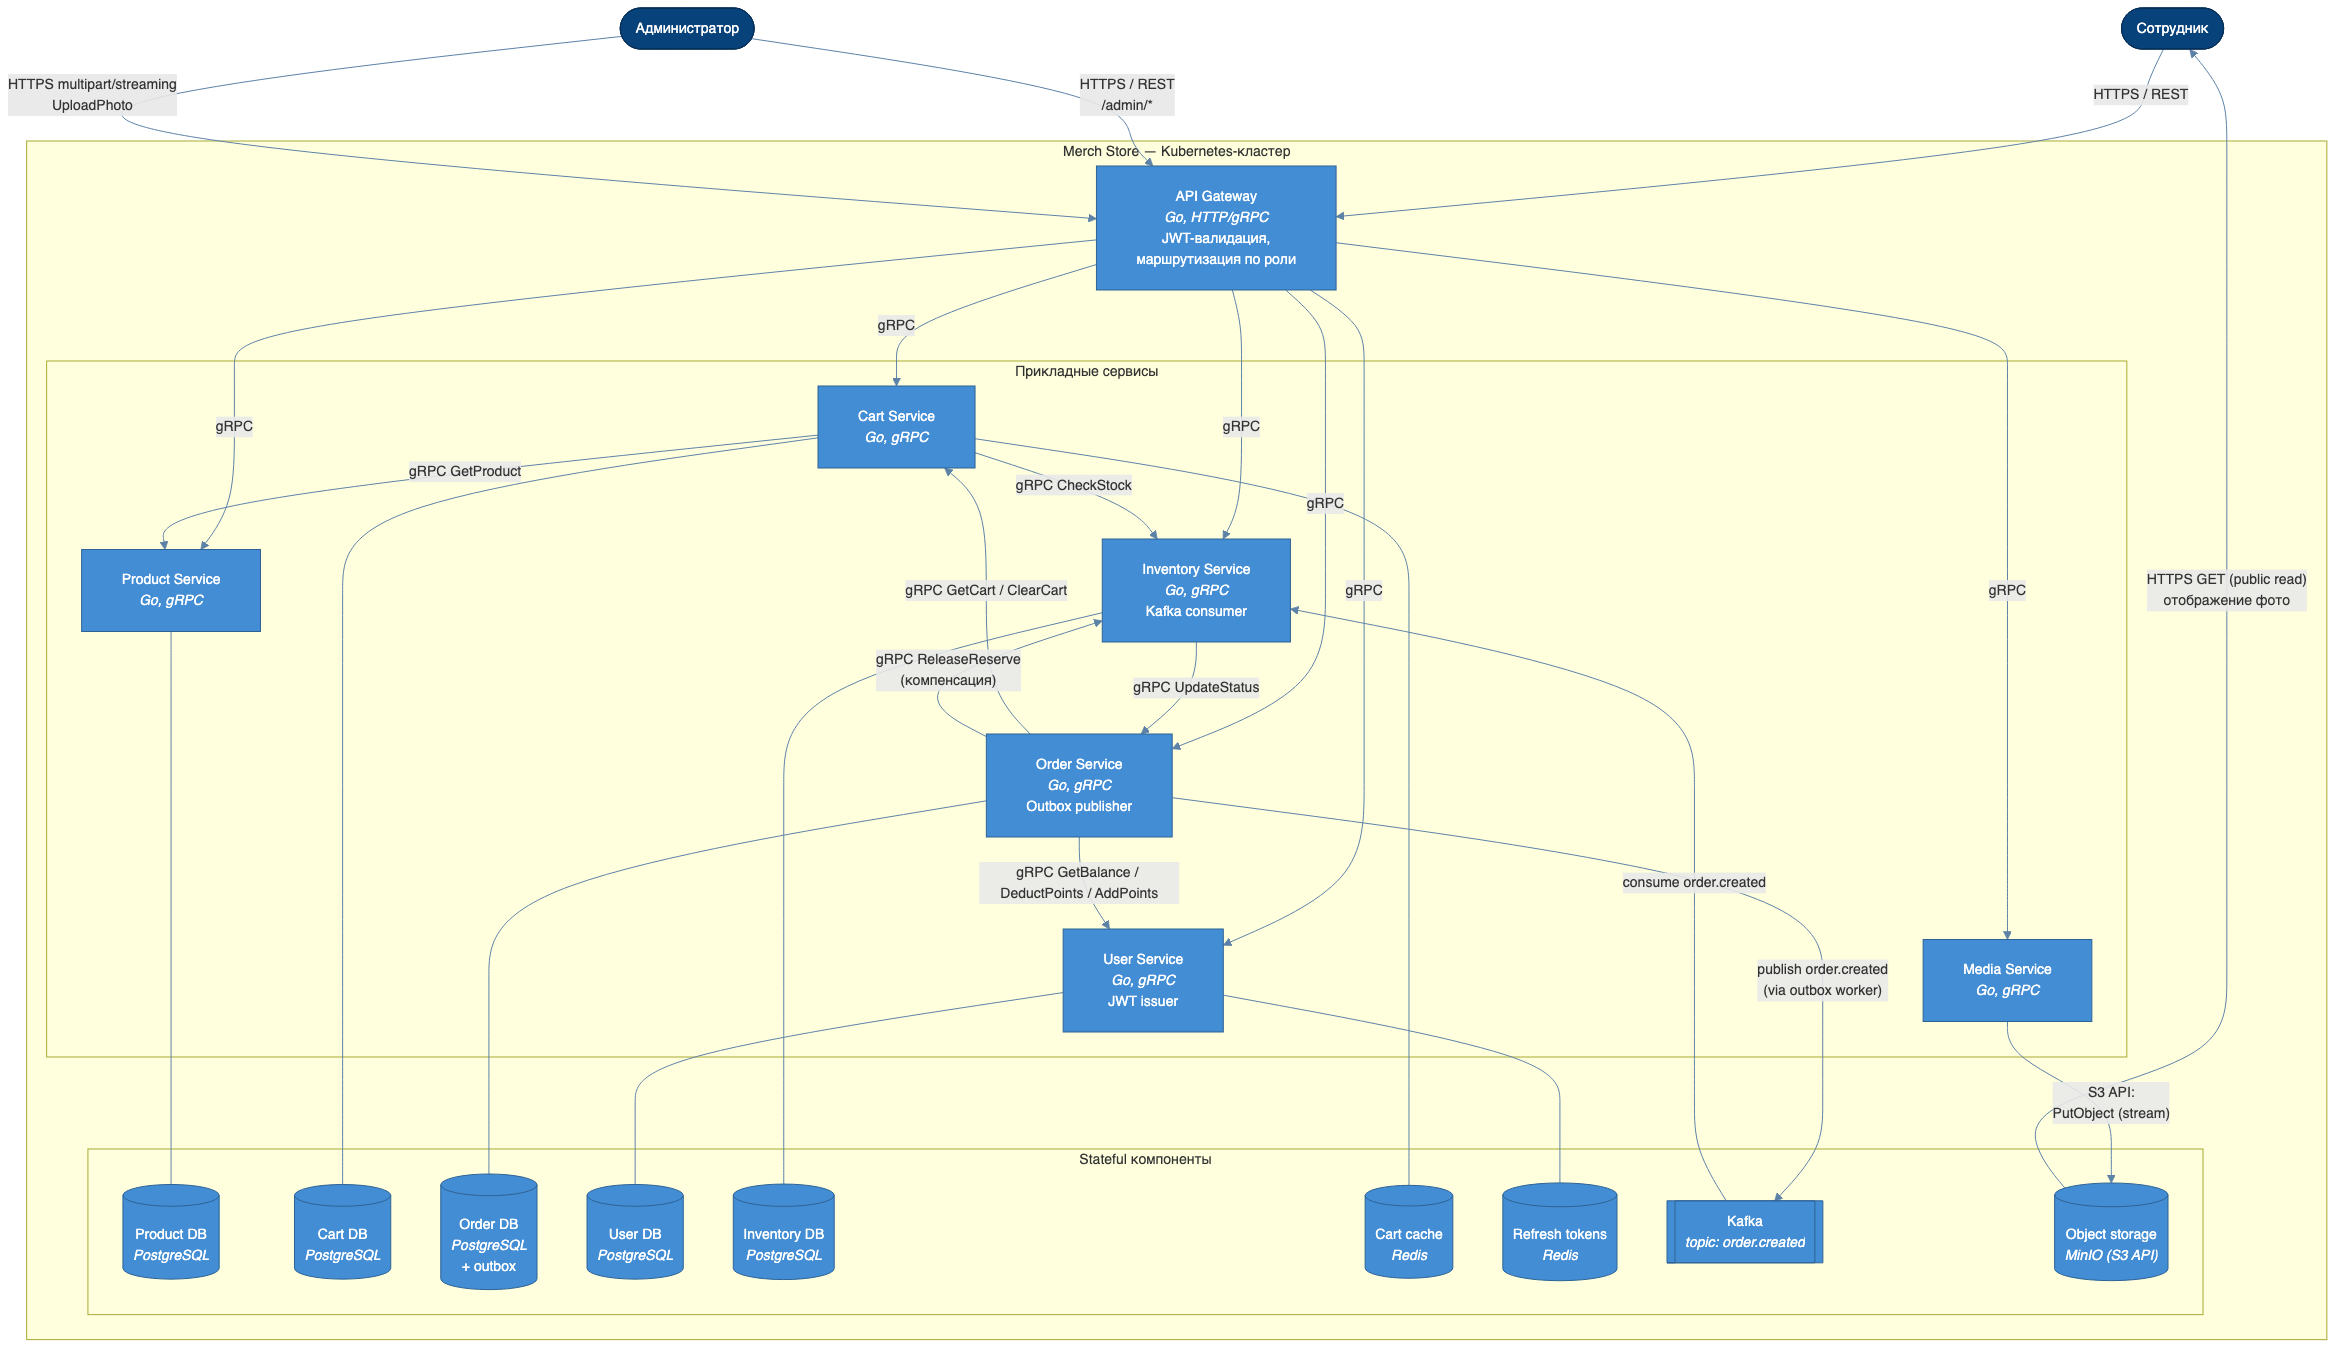 Администратор
Сотрудник
HTTPS multipart/streaming
UploadPhoto
HTTPS / REST
/admin/*
HTTPS / REST
Merch Store — Kubernetes-кластер
API Gateway
Go, HTTP/gRPC
JWT-валидация,
маршрутизация по роли
gRPC
Прикладные сервисы
Cart Service
Go, gRPC
gRPC
gRPC
gRPC GetProduct
gRPC CheckStock
gRPC
Product Service
Go, gRPC
gRPC GetCart / ClearCart
Inventory Service
Go, gRPC
Kafka consumer
gRPC
gRPC
HTTPS GET (public read)
отображение фото
gRPC ReleaseReserve
(компенсация)
gRPC UpdateStatus
Order Service
Go, gRPC
Outbox publisher
gRPC GetBalance /
DeductPoints / AddPoints
consume order.created
User Service
Go, gRPC
JWT issuer
publish order.created
(via outbox worker)
Media Service
Go, gRPC
S3 API:
PutObject (stream)
Stateful компоненты
Product DB
PostgreSQL
Cart DB
PostgreSQL
Order DB
PostgreSQL
+ outbox
User DB
PostgreSQL
Inventory DB
PostgreSQL
Cart cache
Redis
Refresh tokens
Redis
Kafka
topic: order.created
Object storage
MinIO (S3 API)